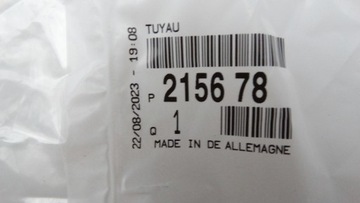 TUYAU
22/08/2023 - 19:08
P 2156 78
Q 1
MADE IN DE ALLEMAGNE